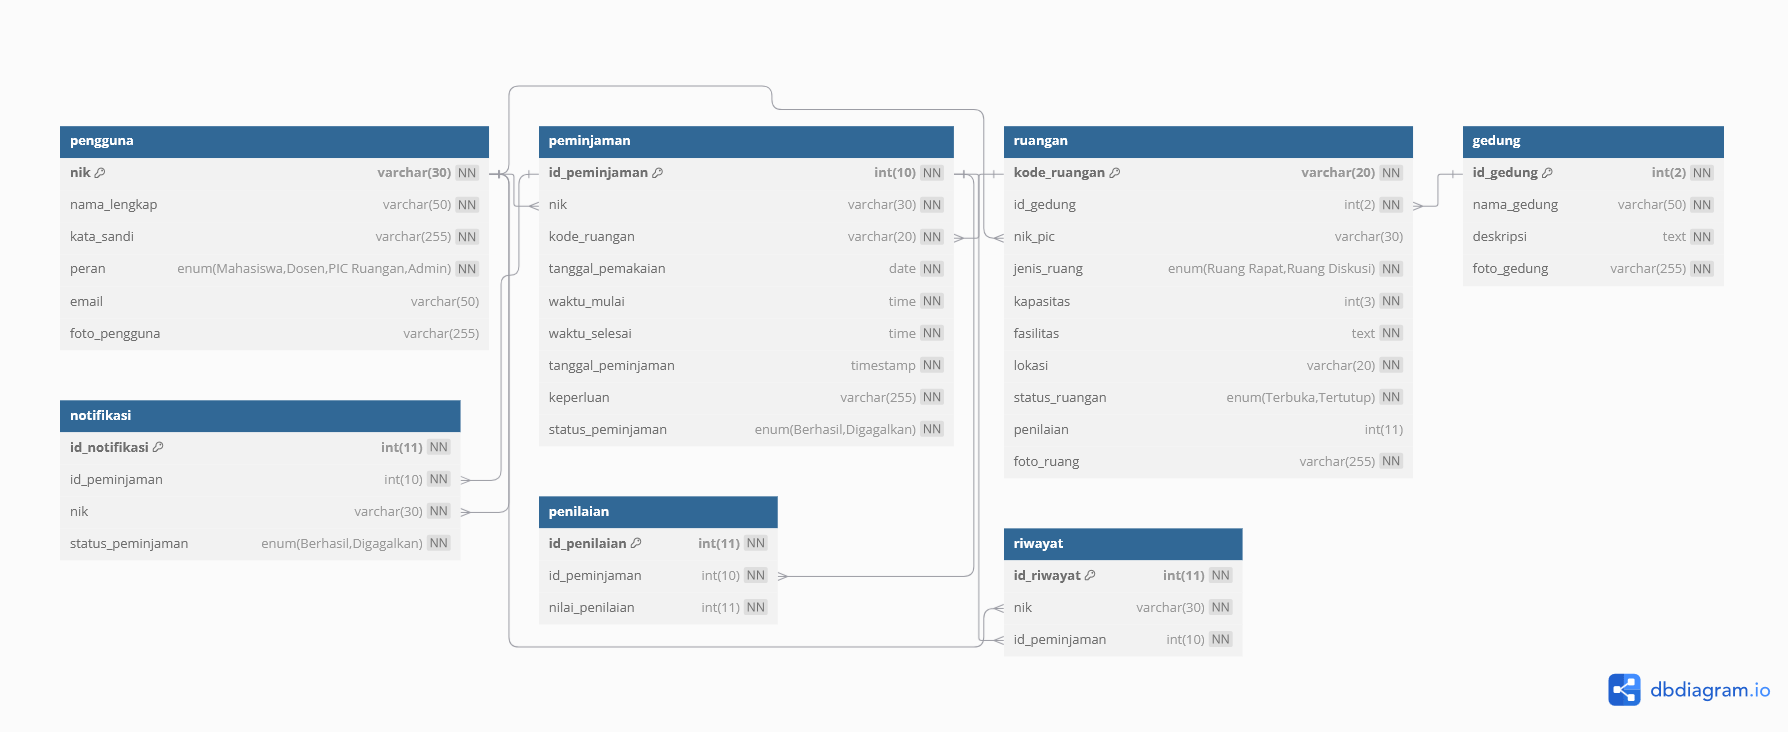 pengguna
nik varchar(30) NN
nama_lengkap varchar(50) NN
kata_sandi varchar(255) NN
peran enum(Mahasiswa,Dosen,PIC Ruangan,Admin) NN
email varchar(50)
foto_pengguna varchar(255)
notifikasi
id_notifikasi int(11) NN
id_peminjaman int(10) NN
nik varchar(30) NN
status_peminjaman enum(Berhasil,Digagalkan) NN
peminjaman
id_peminjaman int(10) NN
nik varchar(30) NN
kode_ruangan varchar(20) NN
tanggal_pemakaian date NN
waktu_mulai time NN
waktu_selesai time NN
tanggal_peminjaman timestamp NN
keperluan varchar(255) NN
status_peminjaman enum(Berhasil,Digagalkan) NN
penilaian
id_penilaian int(11) NN
id_peminjaman int(10) NN
nilai_penilaian int(11) NN
ruangan
kode_ruangan varchar(20) NN
id_gedung int(2) NN
nik_pic varchar(30)
jenis_ruang enum(Ruang Rapat,Ruang Diskusi) NN
kapasitas int(3) NN
fasilitas text NN
lokasi varchar(20) NN
status_ruangan enum(Terbuka,Tertutup) NN
penilaian int(11)
foto_ruang varchar(255) NN
riwayat
id_riwayat int(11) NN
nik varchar(30) NN
id_peminjaman int(10) NN
gedung
id_gedung int(2) NN
nama_gedung varchar(50) NN
deskripsi text NN
foto_gedung varchar(255) NN
dbdiagram.io